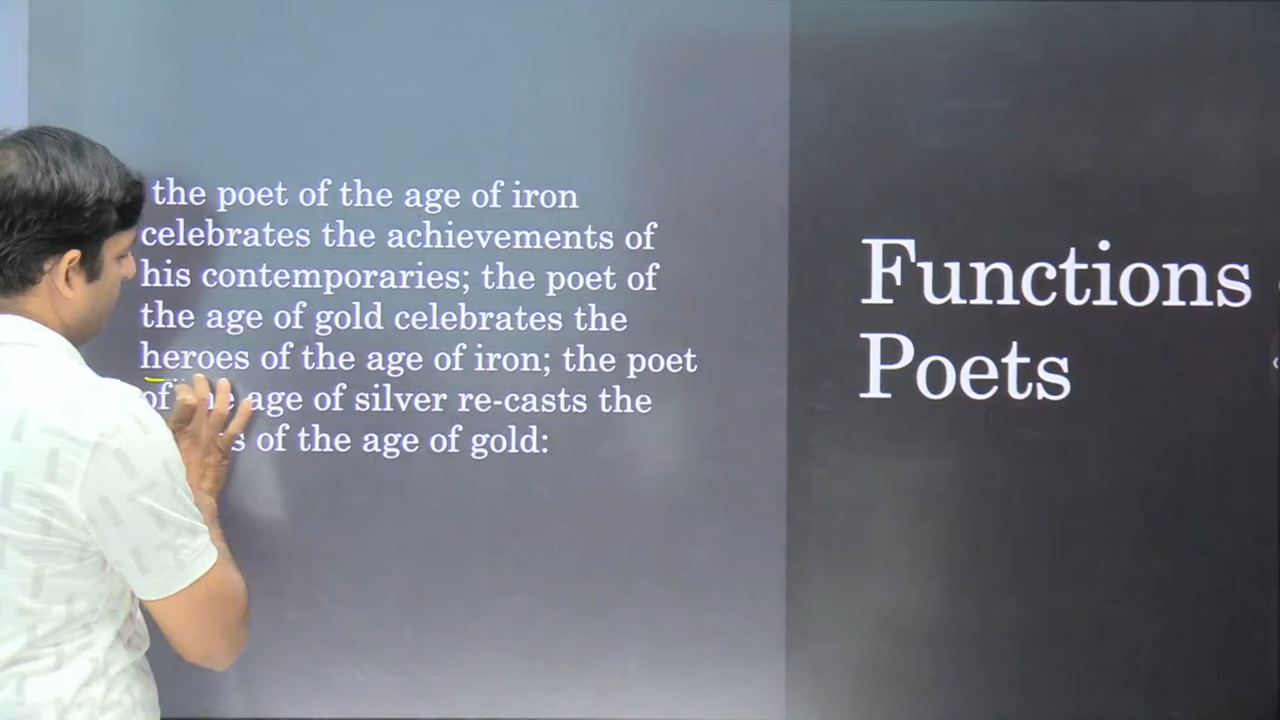 the poet of the age of iron
celebrates the achievements of
his contemporaries; the poet of
the age of gold celebrates the
heroes of the age of iron; the poet
of age of silver re-casts the
of the age of gold:
Functions
Poets